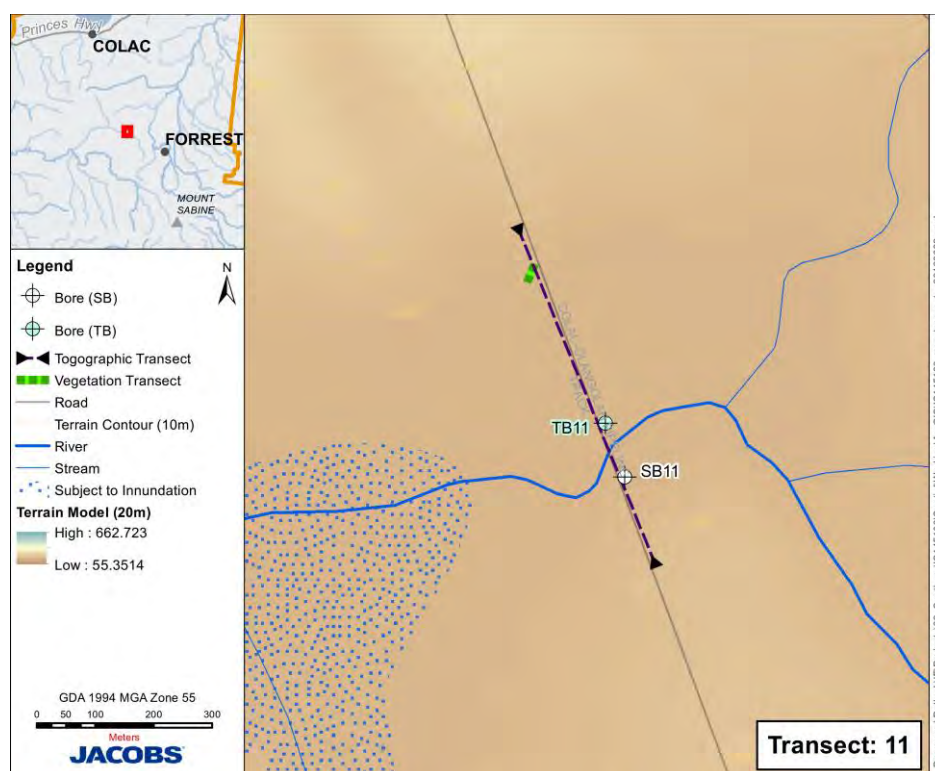 Princes Hwy
COLAC
FORREST
MOUNT
SABINE
Legend
N
Bore (SB)
Bore (TB)
Togographic Transect
Vegetation Transect
Road
Terrain Contour (10m)
River
Stream
Subject to Innundation
Terrain Model (20m)
High : 662.723
Low : 55.3514
GDA 1994 MGA Zone 55
0 50 100 200 300
Meters
JACOBS
TB11
SB11
Transect: 11